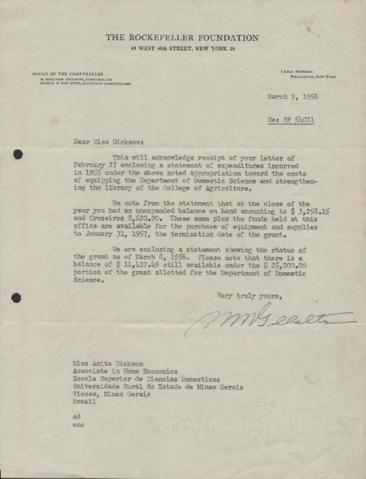 THE ROCKEFELLER FOUNDATION
49 WEST 49th STREET, NEW YORK 20
OFFICE OF THE COMPTROLLER
CABLE ADDRESS:
ROCKFOUND, NEW YORK
March 9, 1956
Re: RF 54011
Dear Miss Dickson:
This will acknowledge receipt of your letter of
February 27 enclosing a statement of expenditures incurred
in 1955 under the above noted appropriation toward the costs
of equipping the Department of Domestic Science and strengthen-
ing the library of the College of Agriculture.
We note from the statement that at the close of the
year you had an unexpended balance on hand amounting to $ 3,258.15
and Cruzeiros 8,620.90. These sums plus the funds held at this
office are available for the purchase of equipment and supplies
to January 31, 1957, the termination date of the grant.
We are enclosing a statement showing the status of
the grant as of March 8, 1956. Please note that there is a
balance of $ 11,437.49 still available under the $ 25,000.00
portion of the grant allotted for the Department of Domestic
Science.
Very truly yours,
Miss Anita Dickson
Associate in Home Economics
Escola Superior de Ciencias Domesticas
Universidade Rural do Estado de Minas Gerais
Vicosa, Minas Gerais
Brazil
ad
enc